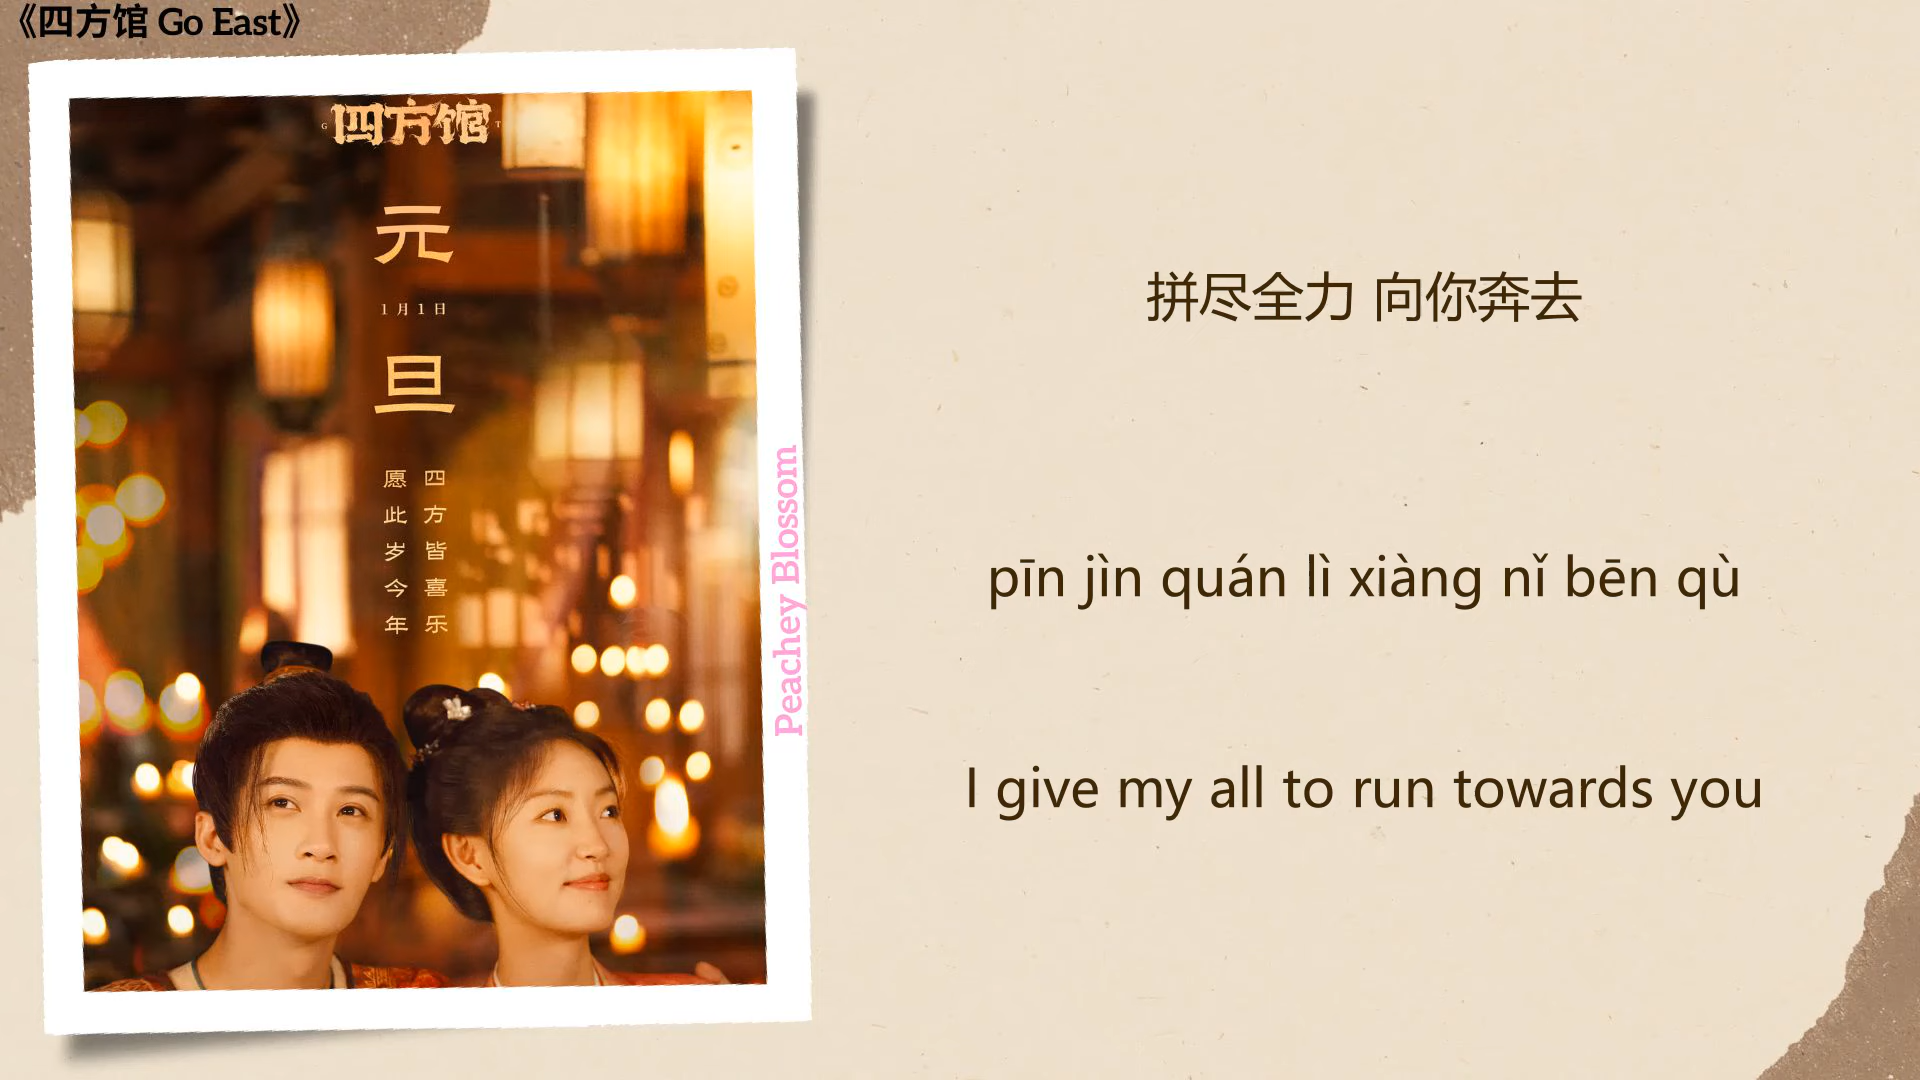 《四方馆 Go East》
四方馆
G
T
元
1月1日
旦
四方皆喜乐
愿此岁今年
Peachey Blossom
拼尽全力 向你奔去
pīn jìn quán lì xiàng nǐ bēn qù
I give my all to run towards you